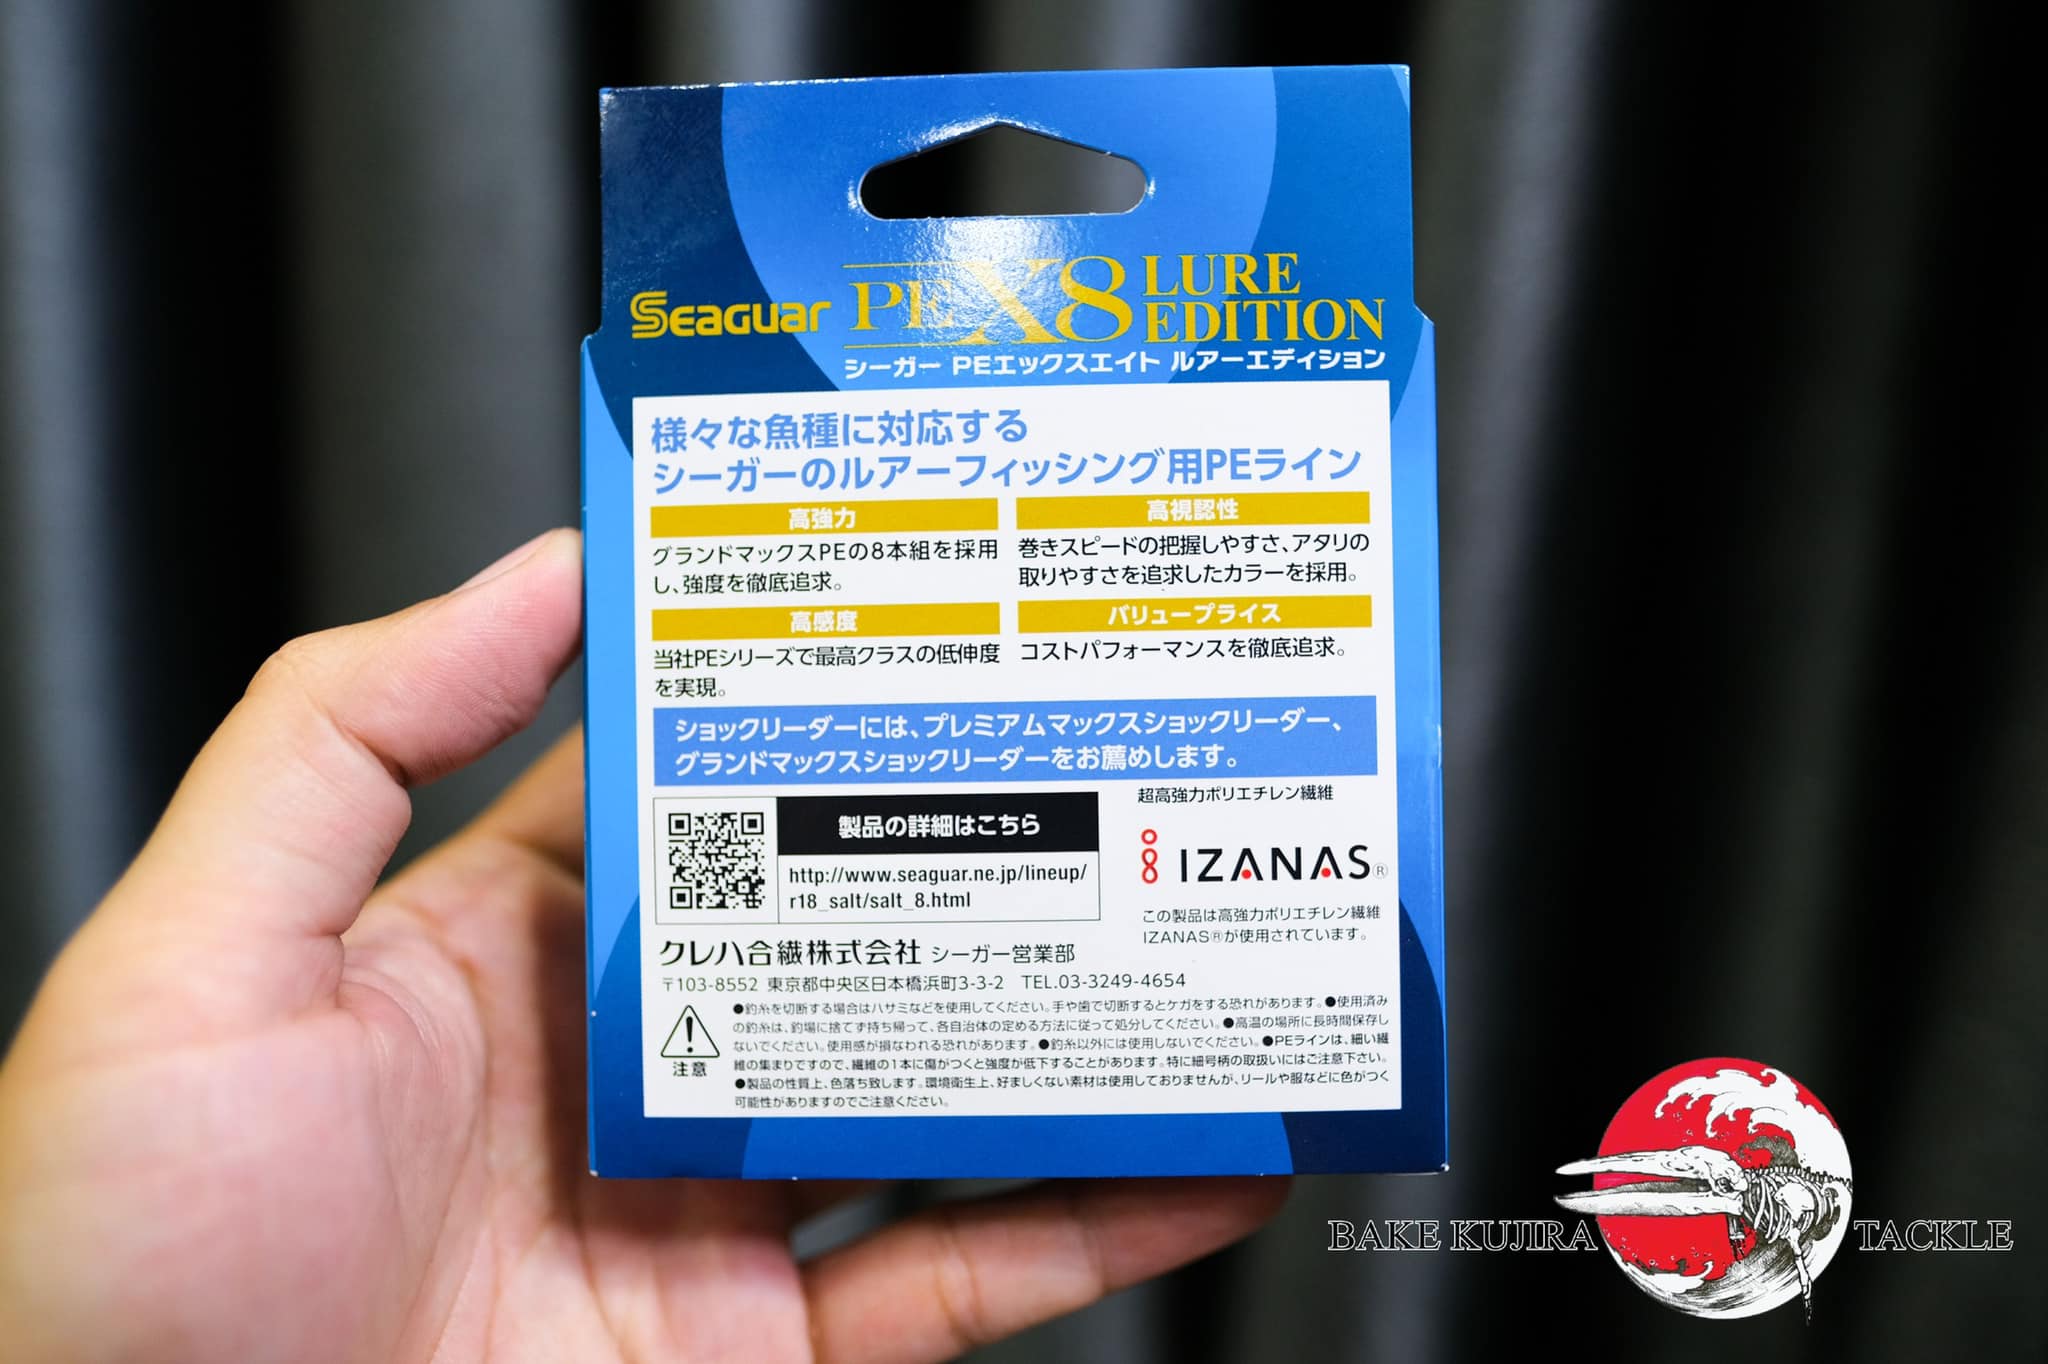 Seaguar PE X8 LURE EDITION
シーガー PEエックスエイト ルアーエディション
様々な魚種に対応する
シーガーのルアーフィッシング用PEライン
高強力
グランドマックスPEの8本組を採用
し、強度を徹底追求。
高視認性
巻きスピードの把握しやすさ、アタリの
取りやすさを追求したカラーを採用。
高感度
当社PEシリーズで最高クラスの低伸度
を実現。
バリュープライス
コストパフォーマンスを徹底追求。
ショックリーダーには、プレミアムマックスショックリーダー、
グランドマックスショックリーダーをお薦めします。
製品の詳細はこちら
http://www.seaguar.ne.jp/lineup/
r18_salt/salt_8.html
超高強力ポリエチレン繊維
IZANAS®
この製品は高強力ポリエチレン繊維
IZANAS®が使用されています。
クレハ合繊株式会社 シーガー営業部
〒103-8552 東京都中央区日本橋浜町3-3-2 TEL.03-3249-4654
注意
●釣糸を切断する場合はハサミなどを使用してください。手や歯で切断するとケガをする恐れがあります。●使用済み
の釣糸は、釣場に捨てず持ち帰って、各自治体の定める方法に従って処分してください。●高温の場所に長時間保存し
ないでください。使用感が損なわれる恐れがあります。●釣糸以外には使用しないでください。●PEラインは、細い繊
維の集まりですので、繊維の1本に傷がつくと強度が低下することがあります。特に細号柄の取扱いにはご注意下さい。
●製品の性質上、色落ち致します。環境衛生上、好ましくない素材は使用しておりませんが、リールや服などに色がつく
可能性がありますのでご注意ください。
BAKE KUJIRA TACKLE